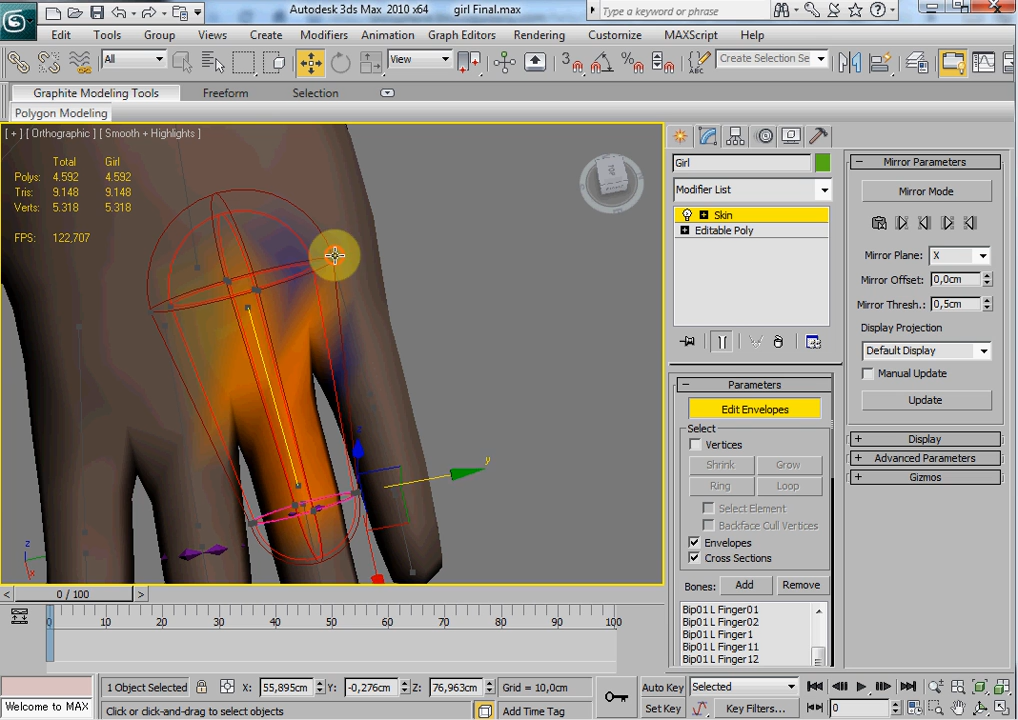 Autodesk 3ds Max 2010 x64 girl Final.max
Type a keyword or phrase
Edit Tools Group Views Create Modifiers Animation Graph Editors Rendering Customize MAXScript Help
All View Create Selection Se
Graphite Modeling Tools Freeform Selection
Polygon Modeling
[ + ] [ Orthographic ] [ Smooth + Highlights ]
Total Girl
Polys: 4.592 4.592
Tris: 9.148 9.148
Verts: 5.318 5.318
FPS: 122,707
z
y
z
x
Girl
Modifier List
Skin
Editable Poly
Parameters
Edit Envelopes
Select
Vertices
Shrink Grow
Ring Loop
Select Element
Backface Cull Vertices
Envelopes
Cross Sections
Bones: Add Remove
Bip01 L Finger01
Bip01 L Finger02
Bip01 L Finger1
Bip01 L Finger11
Bip01 L Finger12
Mirror Parameters
Mirror Mode
Mirror Plane: X
Mirror Offset: 0,0cm
Mirror Thresh.: 0,5cm
Display Projection
Default Display
Manual Update
Update
Display
Advanced Parameters
Gizmos
0 / 100
0 10 20 30 40 50 60 70 80 90 100
1 Object Selected X: 55,895cm Y: -0,276cm Z: 76,963cm Grid = 10,0cm Auto Key Selected
Welcome to MAX Click or click-and-drag to select objects Add Time Tag Set Key Key Filters... 0